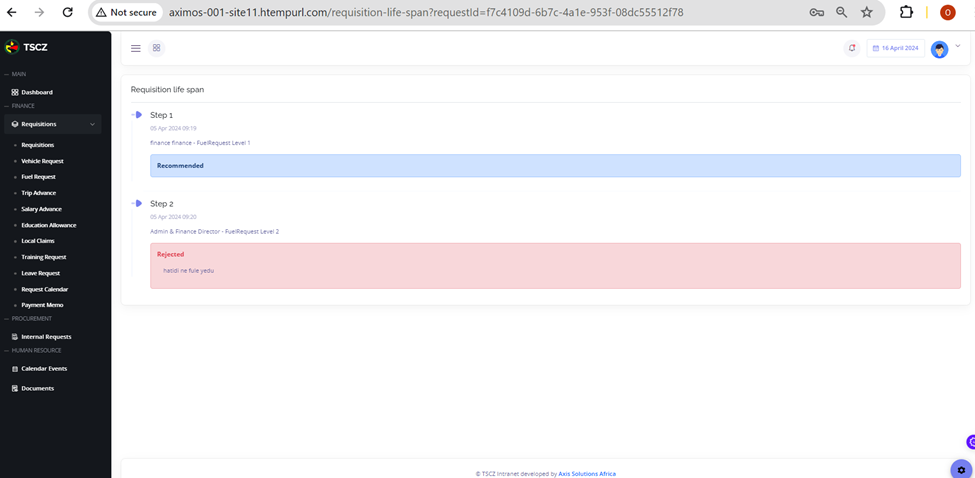 Not secure
aximos-001-site11.htempurl.com/requisition-life-span?requestId=f7c4109d-6b7c-4a1e-953f-08dc55512f78
O
TSCZ
16 April 2024
MAIN
Dashboard
FINANCE
Requisitions
Requisitions
Vehicle Request
Fuel Request
Trip Advance
Salary Advance
Education Allowance
Local Claims
Training Request
Leave Request
Request Calendar
Payment Memo
PROCUREMENT
Internal Requests
HUMAN RESOURCE
Calendar Events
Documents
Requisition life span
Step 1
05 Apr 2024 09:19
finance finance - FuelRequest Level 1
Recommended
Step 2
05 Apr 2024 09:20
Admin & Finance Director - FuelRequest Level 2
Rejected
hatidi ne fule yedu
© TSCZ Intranet developed by Axis Solutions Africa